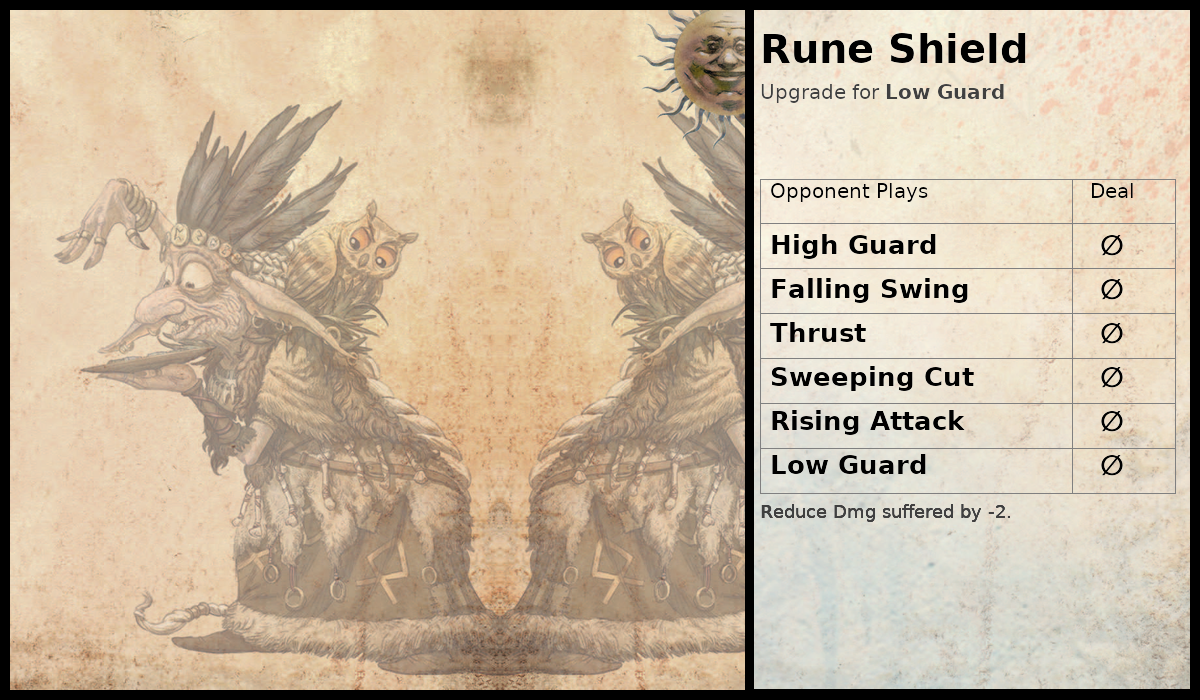 Rune Shield
Upgrade for Low Guard
Opponent Plays Deal
High Guard ∅
Falling Swing ∅
Thrust ∅
Sweeping Cut ∅
Rising Attack ∅
Low Guard ∅
Reduce Dmg suffered by -2.